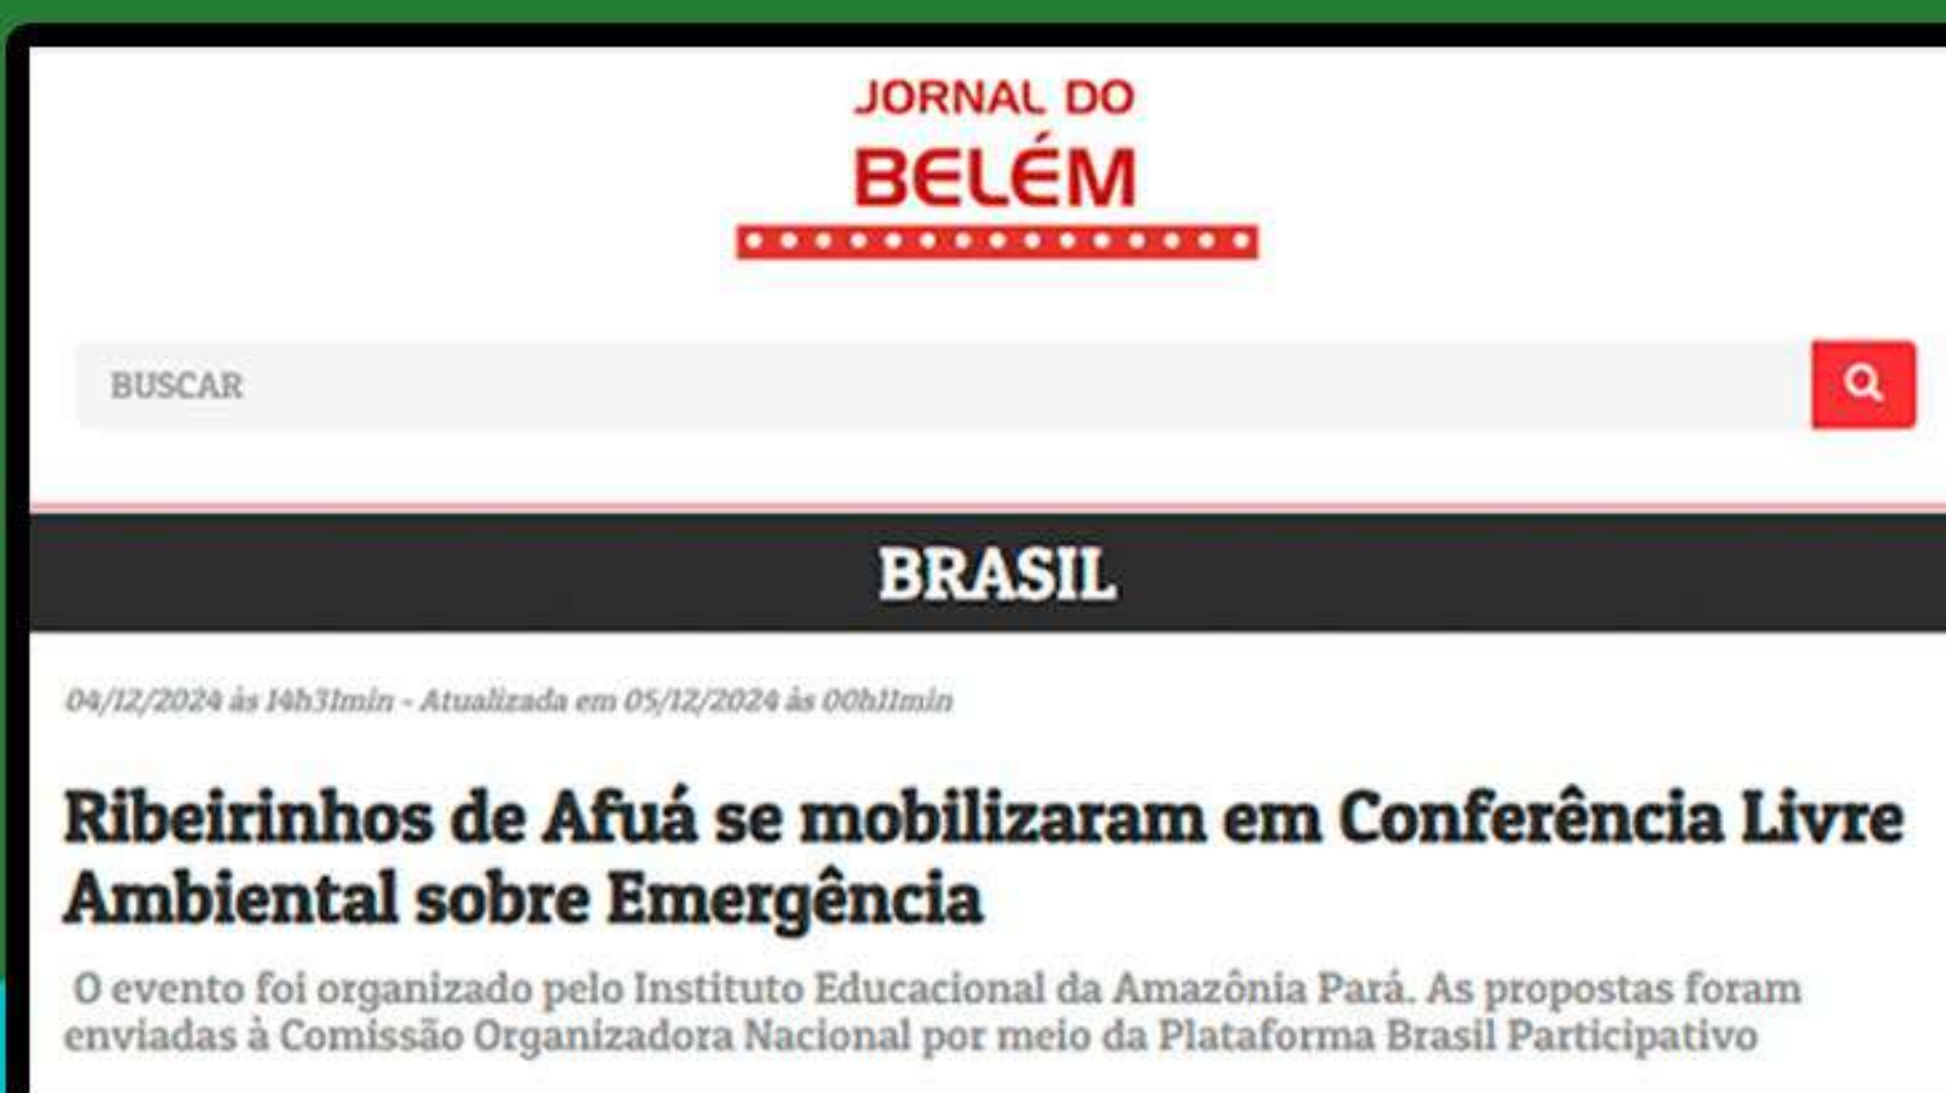 JORNAL DO
BELÉM
BUSCAR
BRASIL
04/12/2024 às 14h31min - Atualizada em 05/12/2024 às 00h11min
Ribeirinhos de Afuá se mobilizaram em Conferência Livre
Ambiental sobre Emergência
O evento foi organizado pelo Instituto Educacional da Amazônia Pará. As propostas foram
enviadas à Comissão Organizadora Nacional por meio da Plataforma Brasil Participativo